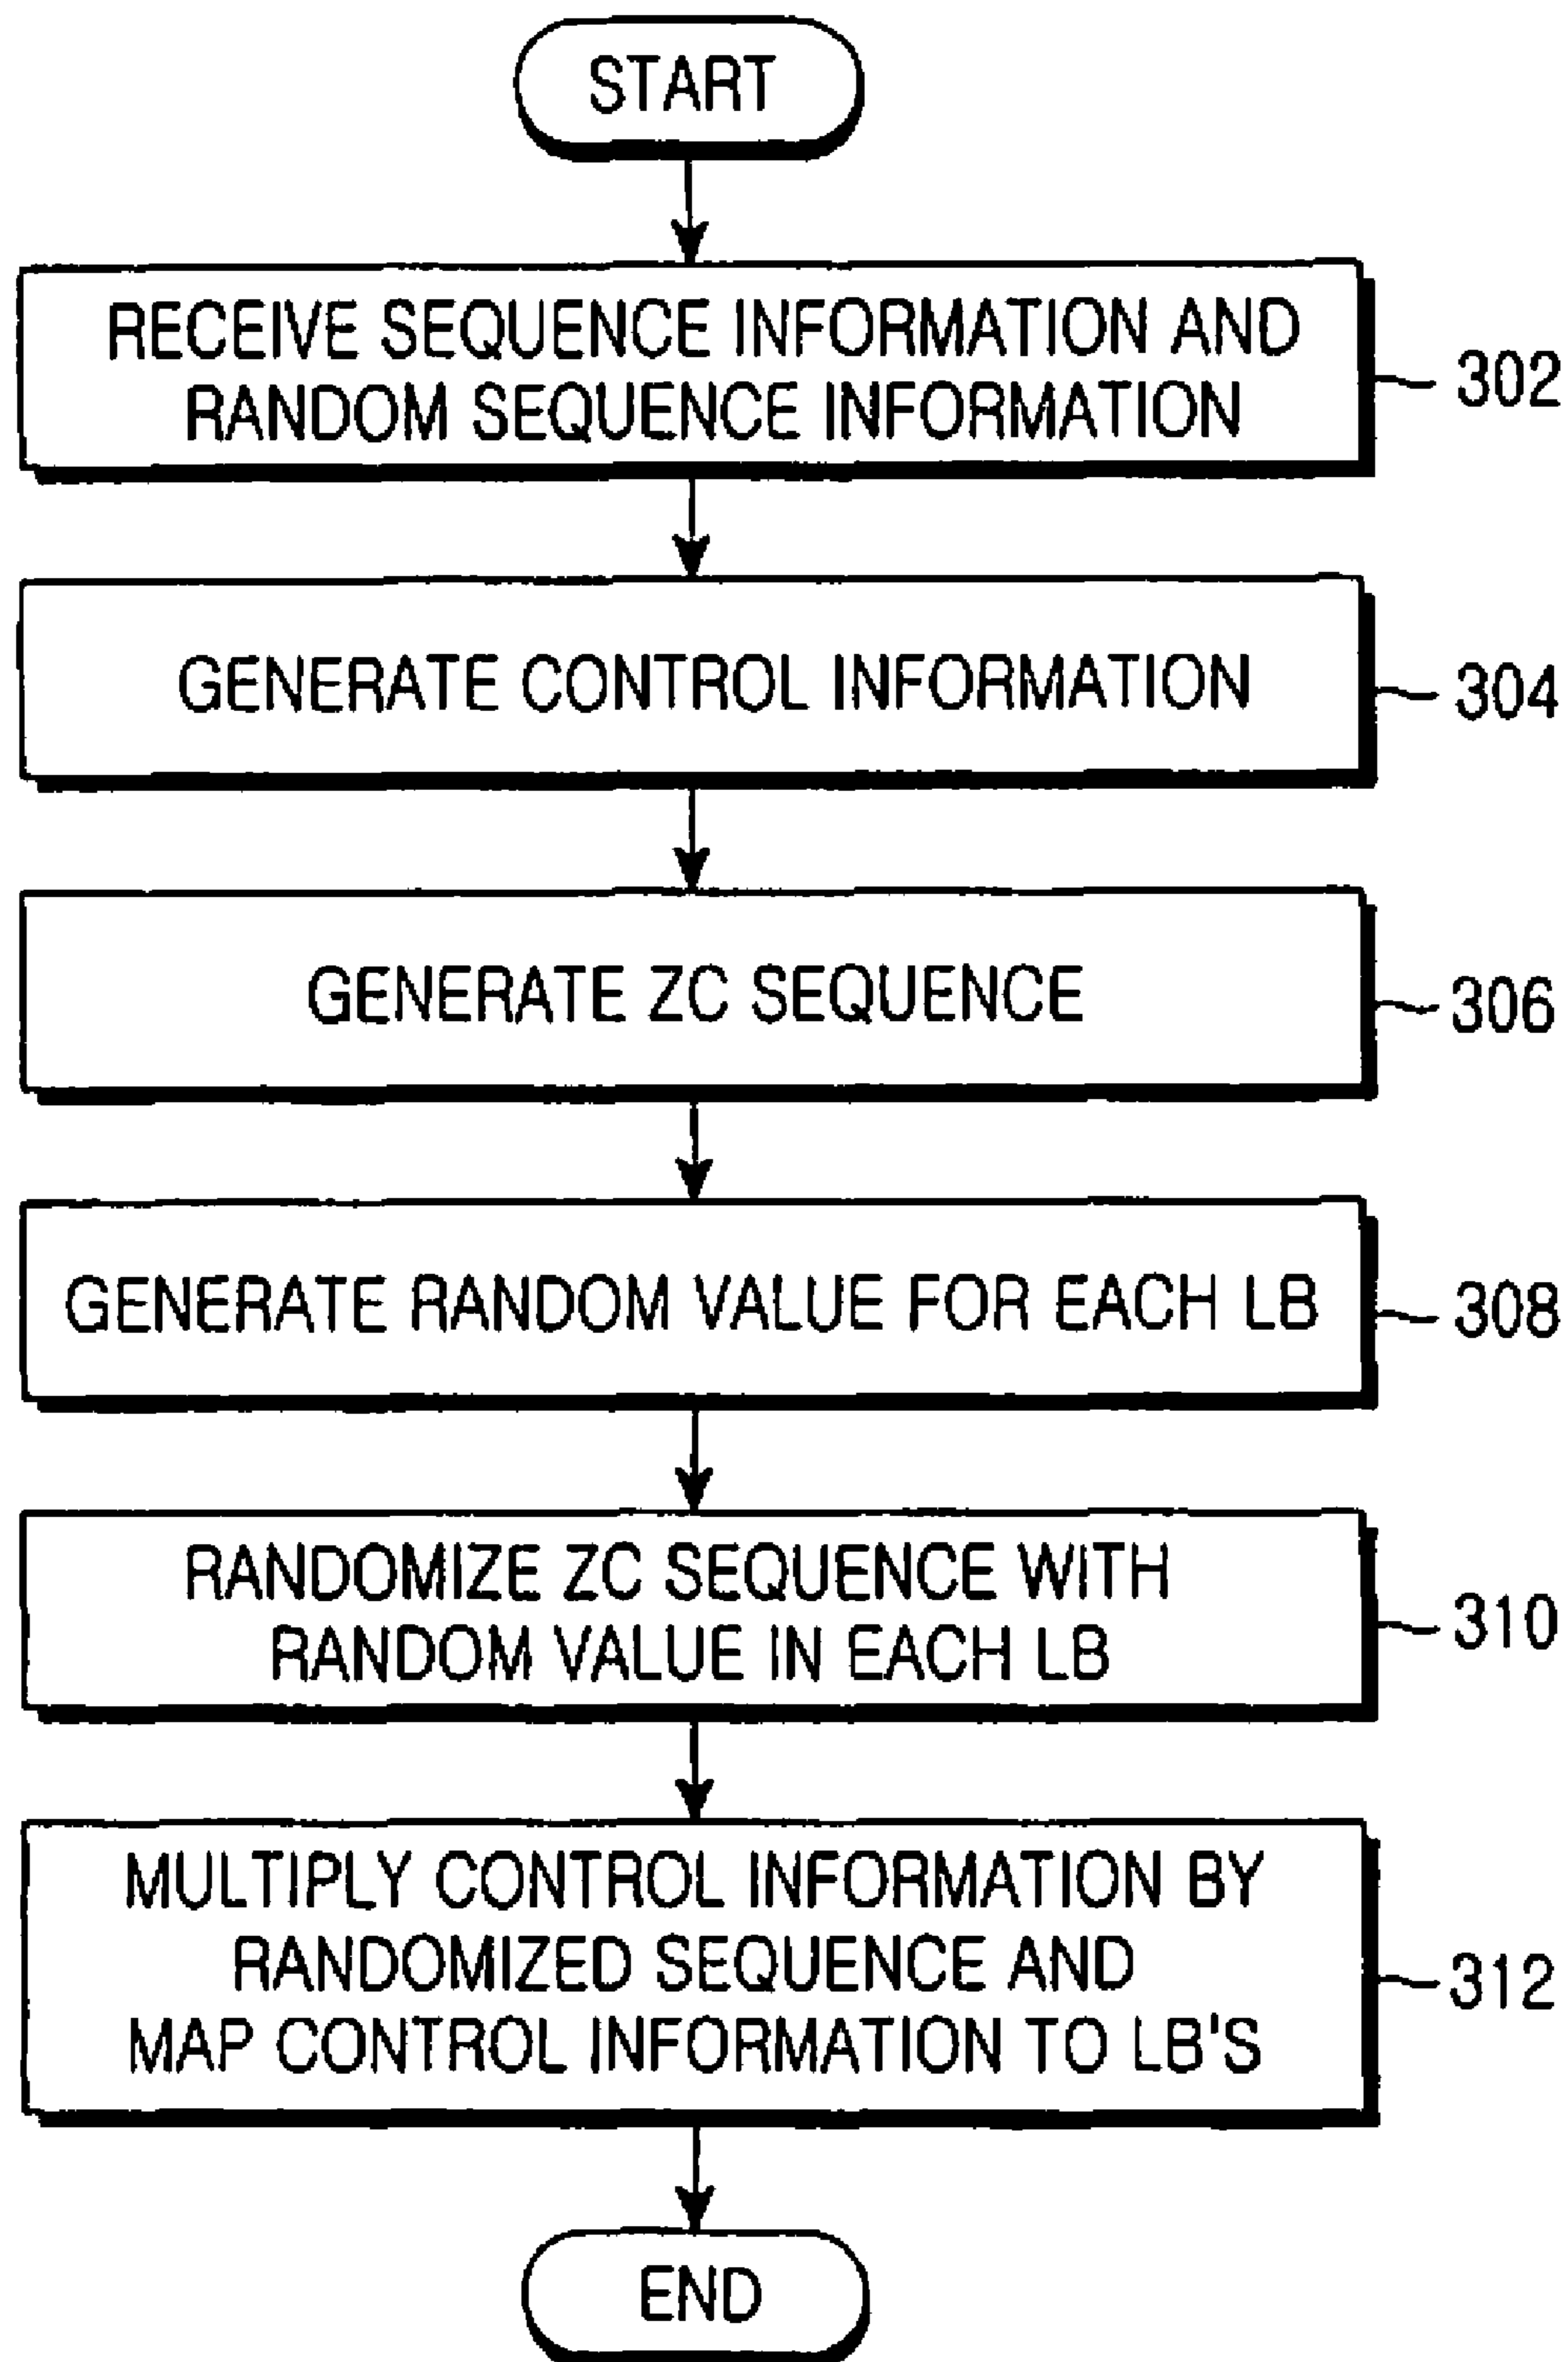 START
RECEIVE SEQUENCE INFORMATION AND
RANDOM SEQUENCE INFORMATION
302
GENERATE CONTROL INFORMATION
304
GENERATE ZC SEQUENCE
306
GENERATE RANDOM VALUE FOR EACH LB
308
RANDOMIZE ZC SEQUENCE WITH
RANDOM VALUE IN EACH LB
310
MULTIPLY CONTROL INFORMATION BY
RANDOMIZED SEQUENCE AND
MAP CONTROL INFORMATION TO LB'S
312
END